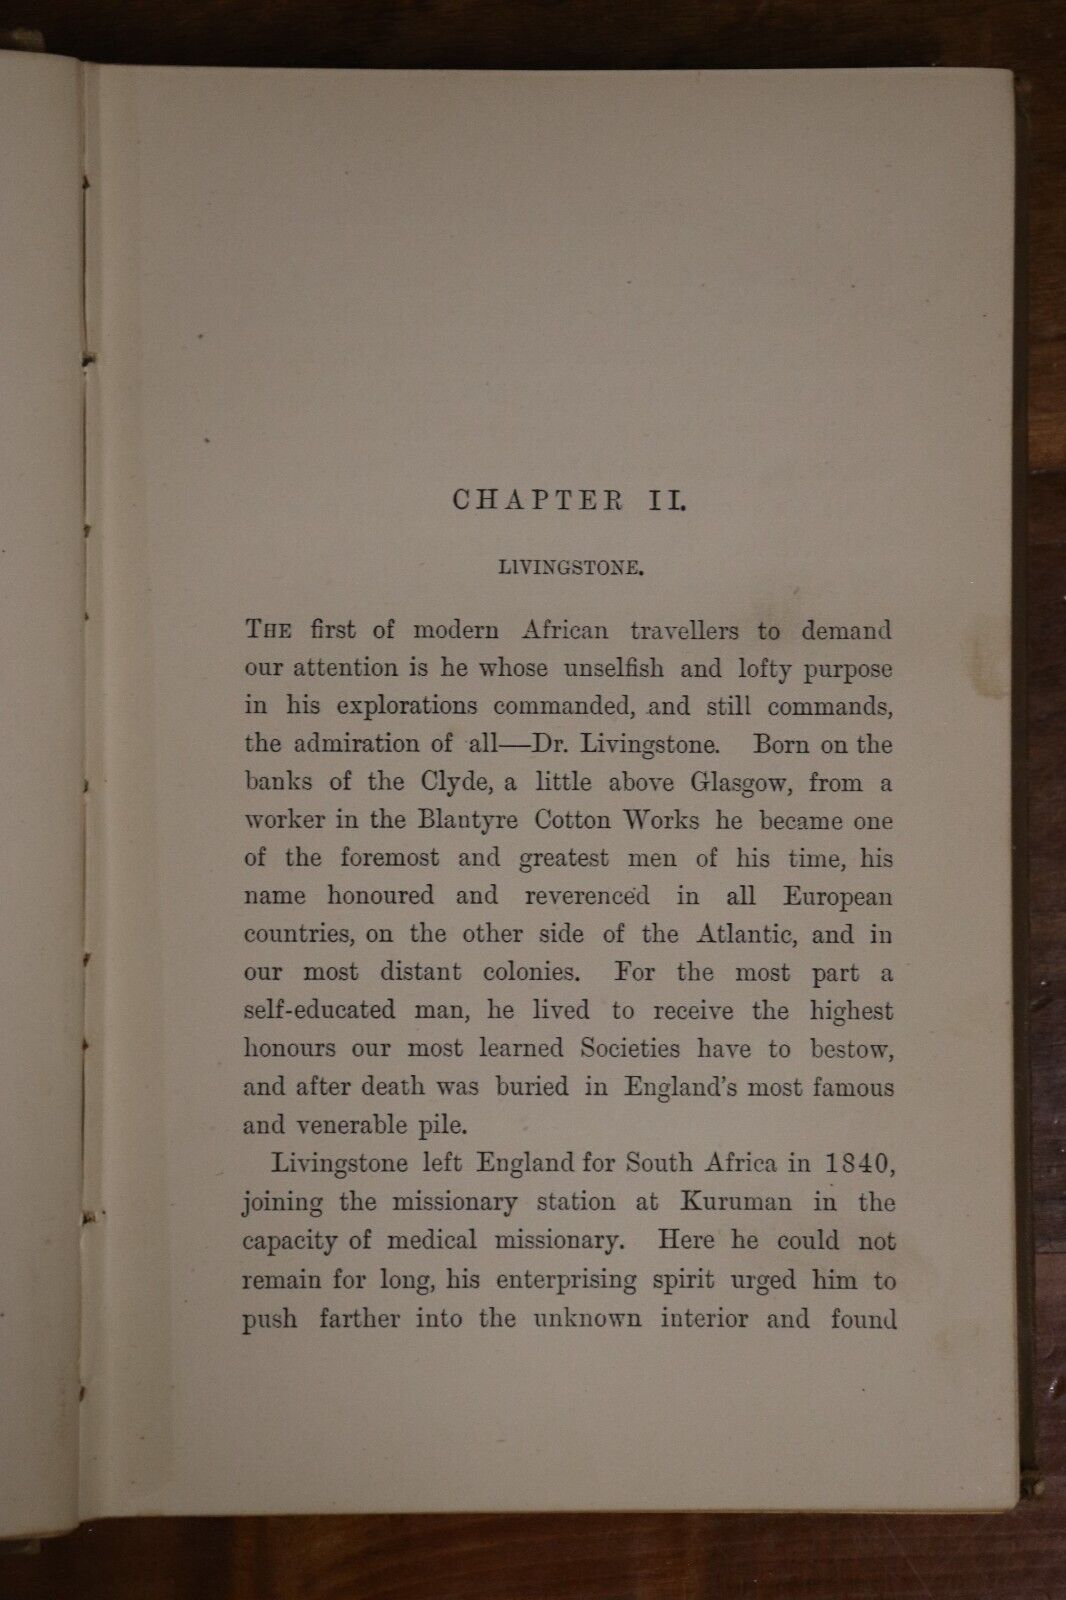 CHAPTER II.
LIVINGSTONE.
THE first of modern African travellers to demand
our attention is he whose unselfish and lofty purpose
in his explorations commanded, and still commands,
the admiration of all—Dr. Livingstone. Born on the
banks of the Clyde, a little above Glasgow, from a
worker in the Blantyre Cotton Works he became one
of the foremost and greatest men of his time, his
name honoured and reverenced in all European
countries, on the other side of the Atlantic, and in
our most distant colonies. For the most part a
self-educated man, he lived to receive the highest
honours our most learned Societies have to bestow,
and after death was buried in England's most famous
and venerable pile.
Livingstone left England for South Africa in 1840,
joining the missionary station at Kuruman in the
capacity of medical missionary. Here he could not
remain for long, his enterprising spirit urged him to
push farther into the unknown interior and found